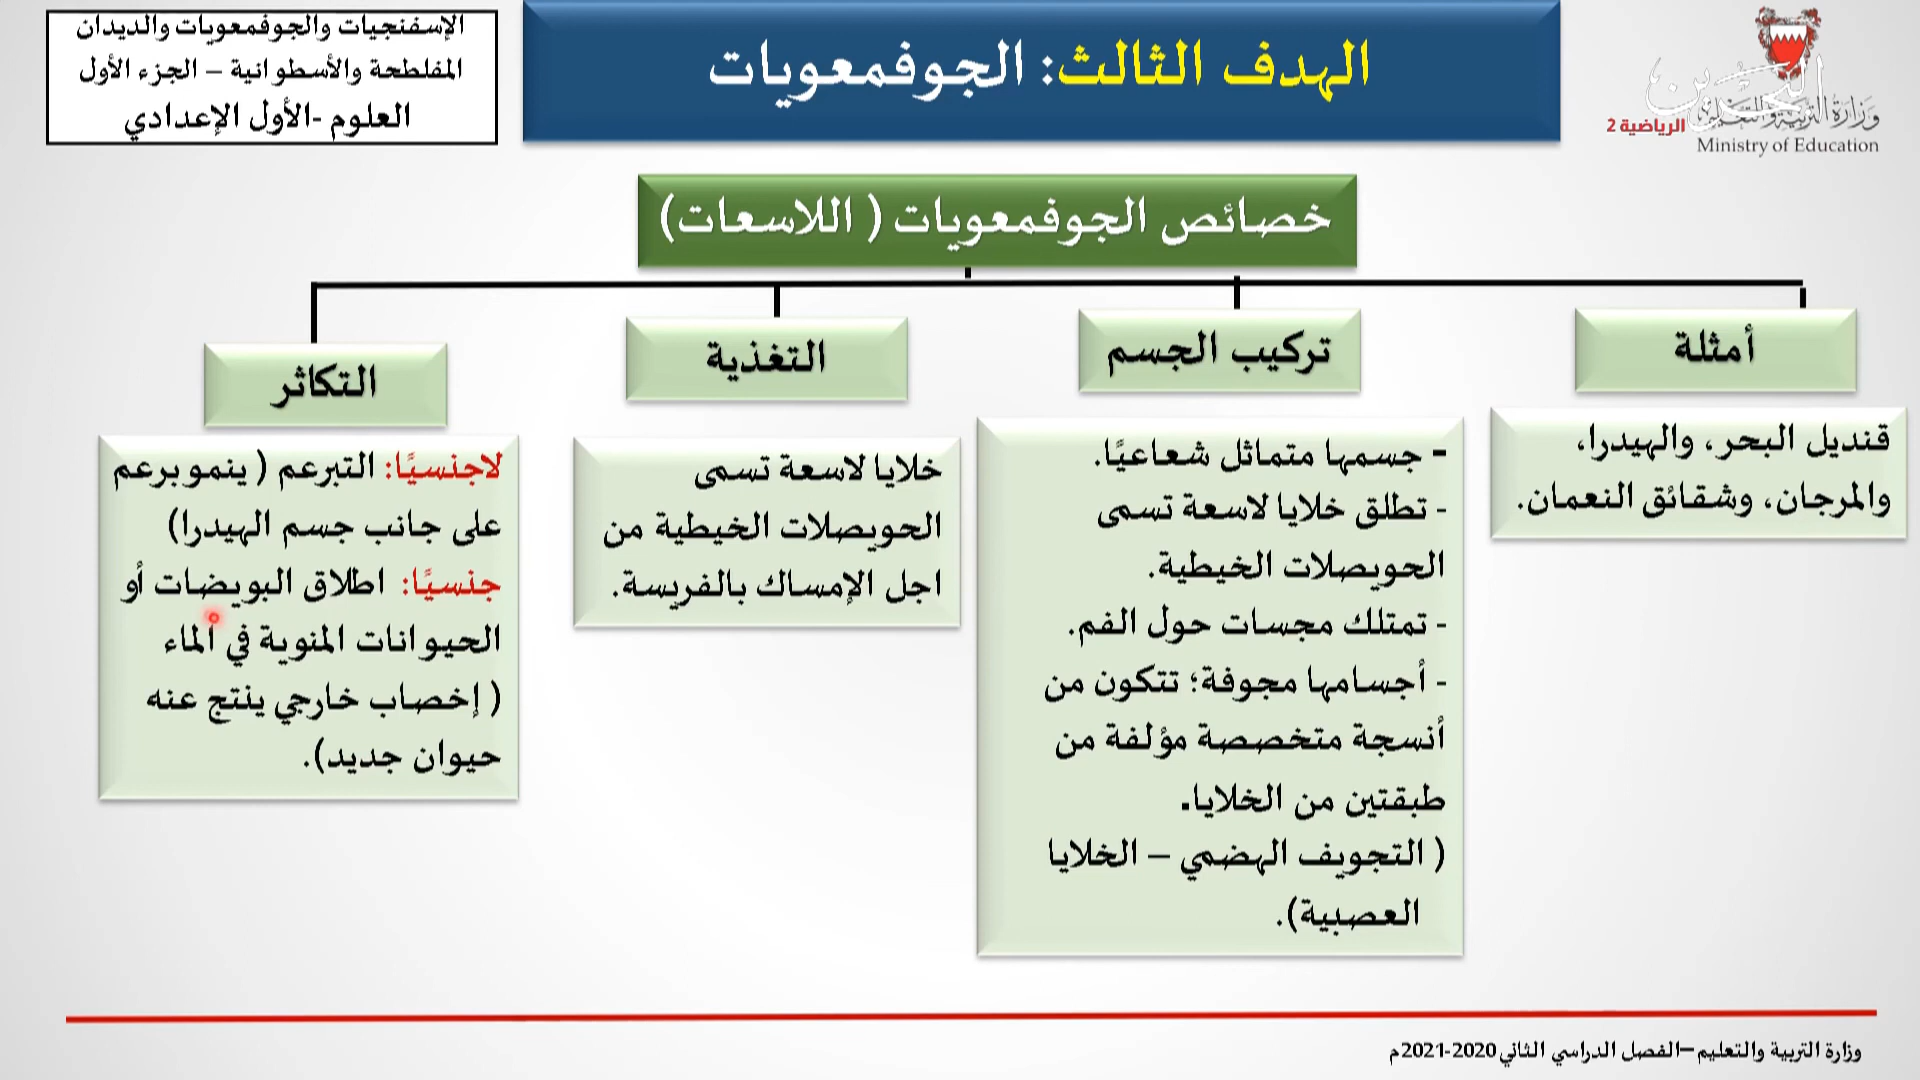 الإسفنجيات والجوفمعويات والديدان
المفلطحة والأسطوانية – الجزء الأول
العلوم -الأول الإعدادي
الهدف الثالث: الجوفمعويات
البحرين
الرياضية 2
وزارة التربية والتعليم
Ministry of Education
خصائص الجوفمعويات ( اللاسعات)
أمثلة
قنديل البحر، والهيدرا،
والمرجان، وشقائق النعمان.
تركيب الجسم
- جسمها متماثل شعاعيًا.
- تطلق خلايا لاسعة تسمى
الحويصلات الخيطية.
- تمتلك مجسات حول الفم.
- أجسامها مجوفة؛ تتكون من
أنسجة متخصصة مؤلفة من
طبقتين من الخلايا.
( التجويف الهضمي – الخلايا
العصبية).
التغذية
خلايا لاسعة تسمى
الحويصلات الخيطية من
اجل الإمساك بالفريسة.
التكاثر
لاجنسيًا: التبرعم ( ينمو برعم
على جانب جسم الهيدرا)
جنسيًا: اطلاق البويضات أو
الحيوانات المنوية في الماء
( إخصاب خارجي ينتج عنه
حيوان جديد).
وزارة التربية والتعليم –الفصل الدراسي الثاني 2020-2021م